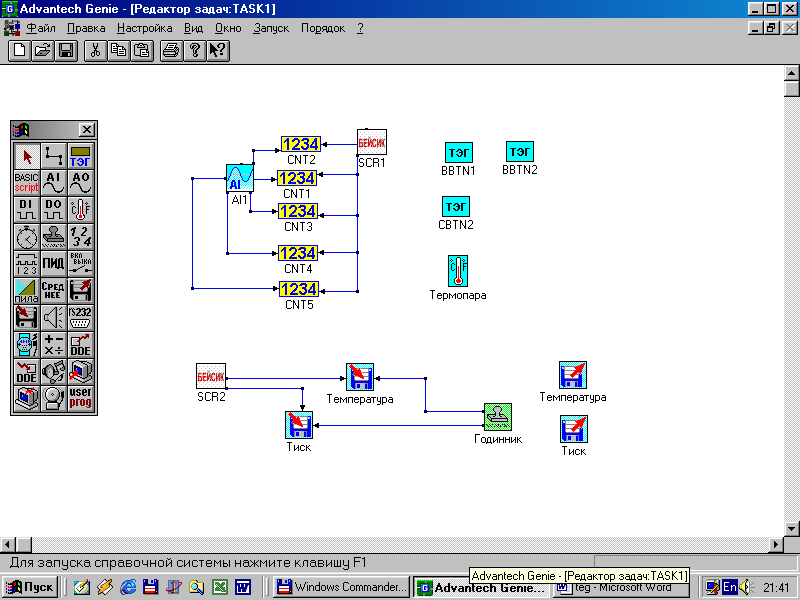 Advantech Genie - [Редактор задач:TASK1]
Файл Правка Настройка Вид Окно Запуск Порядок ?
1234
CNT2
БЕЙСИК
SCR1
AI
AI1
1234
CNT1
1234
CNT3
1234
CNT4
1234
CNT5
ТЭГ
BBTN1
ТЭГ
BBTN2
ТЭГ
CBTN2
C F
Термопара
ТЭГ
BASIC script AI AO
DI DO C F
1 2 3 4
1 2 3 ПИД ВКЛ ВЫКЛ
ПИЛА СРЕД НЕЕ
RS232
DDE
DDE
user prog
БЕЙСИК
SCR2
Температура
Тиск
Годинник
Температура
Тиск
Для запуска справочной системы нажмите клавишу F1
Advantech Genie - [Редактор задач:TASK1]
Пуск
Windows Commander...
Advantech Genie...
teg - Microsoft Word
En
21:41